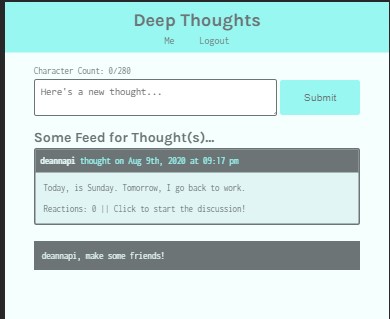 Deep Thoughts
Me Logout
Character Count: 0/280
Here's a new thought...
Submit
Some Feed for Thought(s)...
deannapi thought on Aug 9th, 2020 at 09:17 pm
Today, is Sunday. Tomorrow, I go back to work.
Reactions: 0 || Click to start the discussion!
deannapi, make some friends!